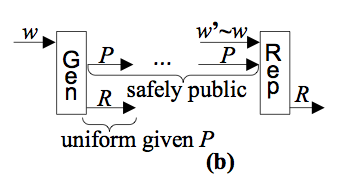 w
Gen
P
...
R
safely public
uniform given P
w'~w
P
Rep
R
(b)